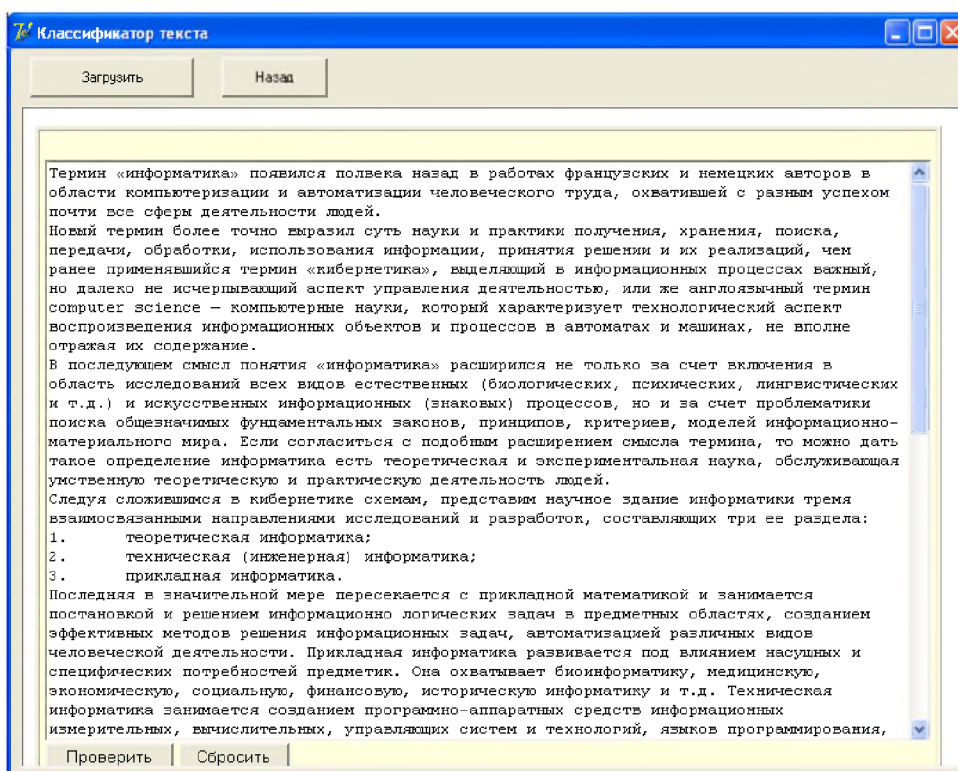 Классификатор текста
Загрузить Назад
Термин «информатика» появился полвека назад в работах французских и немецких авторов в
области компьютеризации и автоматизации человеческого труда, охватившей с разным успехом
почти все сферы деятельности людей.
Новый термин более точно выразил суть науки и практики получения, хранения, поиска,
передачи, обработки, использования информации, принятия решении и их реализаций, чем
ранее применявшийся термин «кибернетика», выделяющий в информационных процессах важный,
но далеко не исчерпывающий аспект управления деятельностью, или же англоязычный термин
computer science – компьютерные науки, который характеризует технологический аспект
воспроизведения информационных объектов и процессов в автоматах и машинах, не вполне
отражая их содержание.
В последующем смысл понятия «информатика» расширился не только за счет включения в
область исследований всех видов естественных (биологических, психических, лингвистических
и т.д.) и искусственных информационных (знаковых) процессов, но и за счет проблематики
поиска общезначимых фундаментальных законов, принципов, критериев, моделей информационно-
материального мира. Если согласиться с подобным расширением смысла термина, то можно дать
такое определение информатика есть теоретическая и экспериментальная наука, обслуживающая
умственную теоретическую и практическую деятельность людей.
Следуя сложившимся в кибернетике схемам, представим научное здание информатики тремя
взаимосвязанными направлениями исследований и разработок, составляющих три ее раздела:
1. теоретическая информатика;
2. техническая (инженерная) информатика;
3. прикладная информатика.
Последняя в значительной мере пересекается с прикладной математикой и занимается
постановкой и решением информационно логических задач в предметных областях, созданием
эффективных методов решения информационных задач, автоматизацией различных видов
человеческой деятельности. Прикладная информатика развивается под влиянием насущных и
специфических потребностей предметик. Она охватывает биоинформатику, медицинскую,
экономическую, социальную, финансовую, историческую информатику и т.д. Техническая
информатика занимается созданием программно-аппаратных средств информационных
измерительных, вычислительных, управляющих систем и технологий, языков программирования,
Проверить Сбросить